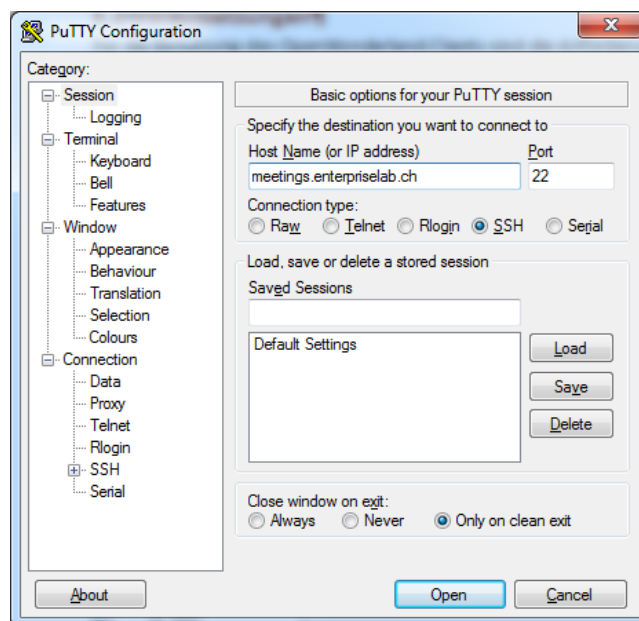 PuTTY Configuration
Category:
Session
Logging
Terminal
Keyboard
Bell
Features
Window
Appearance
Behaviour
Translation
Selection
Colours
Connection
Data
Proxy
Telnet
Rlogin
SSH
Serial
Basic options for your PuTTY session
Specify the destination you want to connect to
Host Name (or IP address) Port
meetings.enterpriselab.ch 22
Connection type:
Raw Telnet Rlogin SSH Serial
Load, save or delete a stored session
Saved Sessions
Default Settings
Load
Save
Delete
Close window on exit:
Always Never Only on clean exit
About Open Cancel